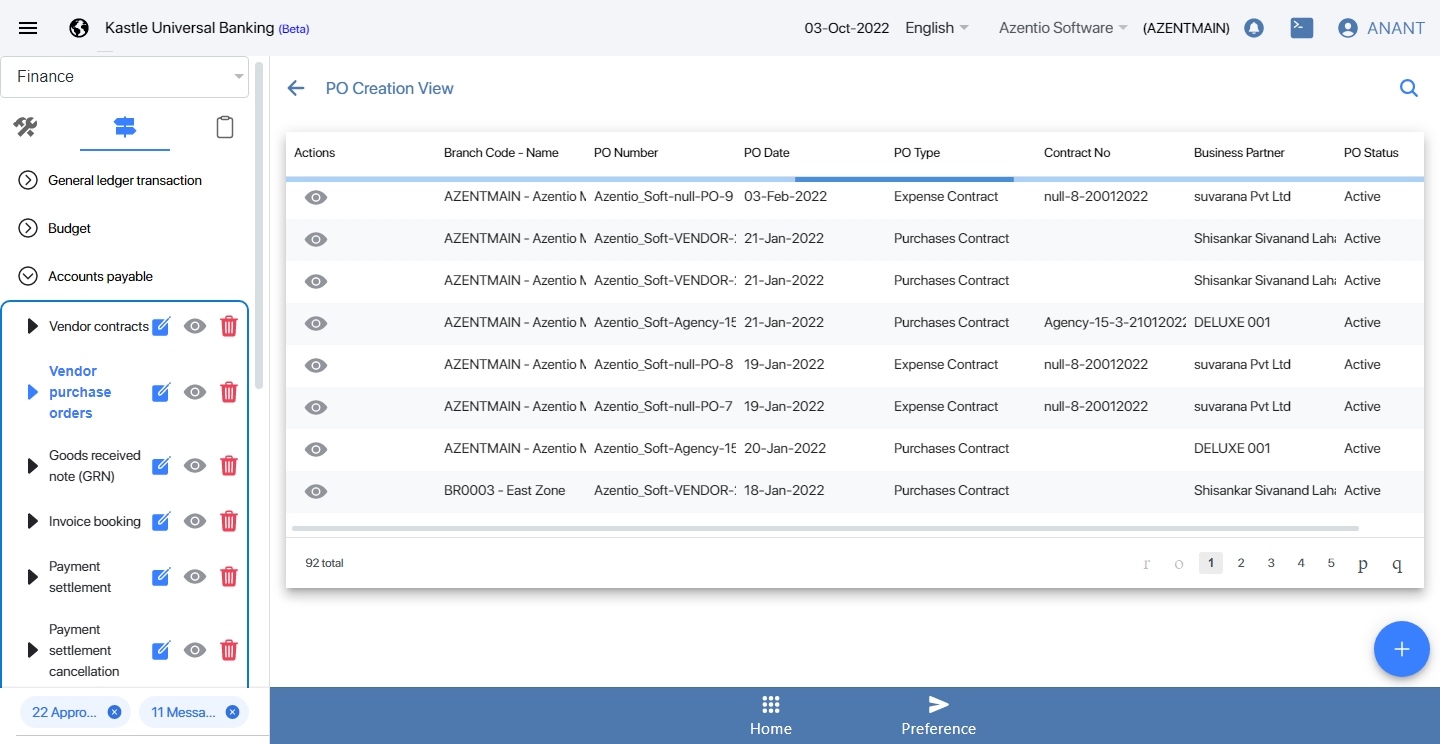 Kastle Universal Banking (Beta)
03-Oct-2022 English Azentio Software (AZENTMAIN) ANANT
Finance
General ledger transaction
Budget
Accounts payable
Vendor contracts
Vendor
purchase
orders
Goods received
note (GRN)
Invoice booking
Payment
settlement
Payment
settlement
cancellation
22 Appro...
11 Messa...
PO Creation View
Actions Branch Code - Name PO Number PO Date PO Type Contract No Business Partner PO Status
AZENTMAIN - Azentio M Azentio_Soft-null-PO-9 03-Feb-2022 Expense Contract null-8-20012022 suvarana Pvt Ltd Active
AZENTMAIN - Azentio M Azentio_Soft-VENDOR-2 21-Jan-2022 Purchases Contract Shisankar Sivanand Laha Active
AZENTMAIN - Azentio M Azentio_Soft-VENDOR-2 21-Jan-2022 Purchases Contract Shisankar Sivanand Laha Active
AZENTMAIN - Azentio M Azentio_Soft-Agency-15 21-Jan-2022 Purchases Contract Agency-15-3-21012022 DELUXE 001 Active
AZENTMAIN - Azentio M Azentio_Soft-null-PO-8 19-Jan-2022 Expense Contract null-8-20012022 suvarana Pvt Ltd Active
AZENTMAIN - Azentio M Azentio_Soft-null-PO-7 19-Jan-2022 Expense Contract null-8-20012022 suvarana Pvt Ltd Active
AZENTMAIN - Azentio M Azentio_Soft-Agency-15 20-Jan-2022 Purchases Contract DELUXE 001 Active
BR0003 - East Zone Azentio_Soft-VENDOR-2 18-Jan-2022 Purchases Contract Shisankar Sivanand Laha Active
92 total
r o 1 2 3 4 5 p q
Home
Preference